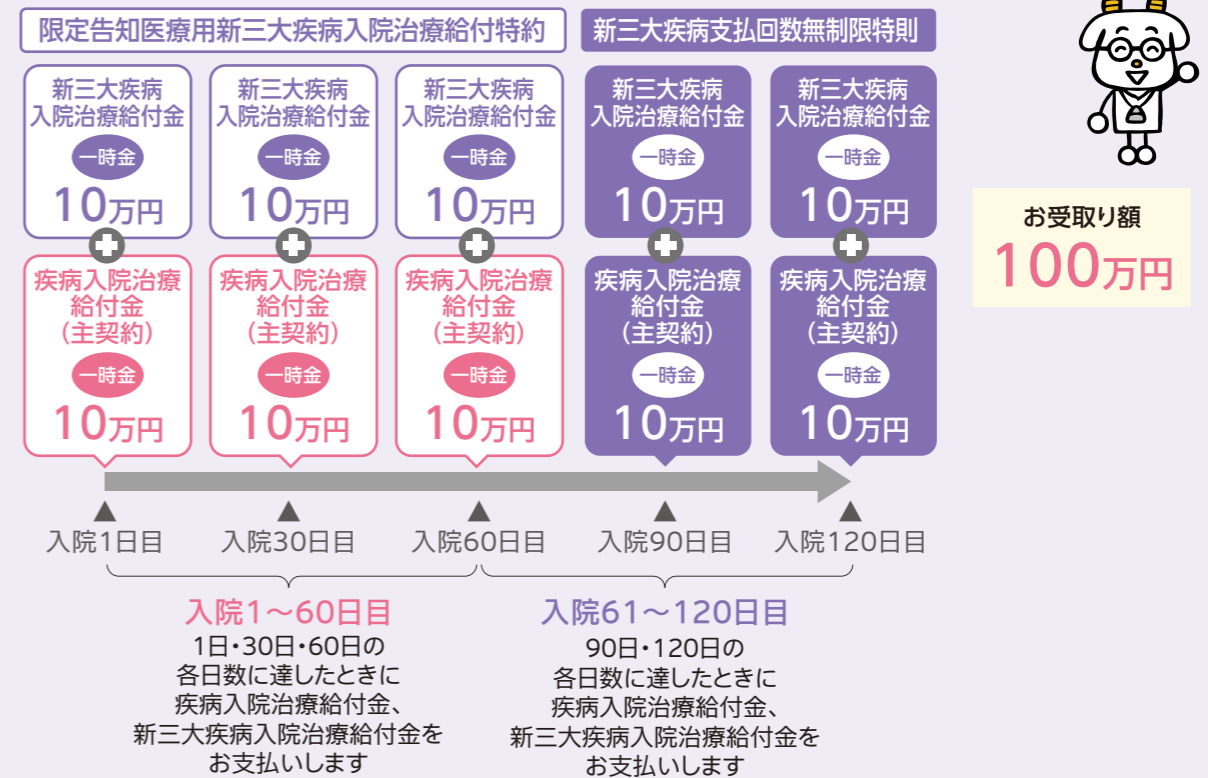 限定告知医療用新三大疾病入院治療給付特約
新三大疾病支払回数無制限特則
新三大疾病
入院治療給付金
一時金
10万円
新三大疾病
入院治療給付金
一時金
10万円
新三大疾病
入院治療給付金
一時金
10万円
新三大疾病
入院治療給付金
一時金
10万円
新三大疾病
入院治療給付金
一時金
10万円
疾病入院治療
給付金
(主契約)
一時金
10万円
疾病入院治療
給付金
(主契約)
一時金
10万円
疾病入院治療
給付金
(主契約)
一時金
10万円
疾病入院治療
給付金
(主契約)
一時金
10万円
疾病入院治療
給付金
(主契約)
一時金
10万円
お受取り額
100万円
▲
入院1日目
▲
入院30日目
▲
入院60日目
▲
入院90日目
▲
入院120日目
入院1〜60日目
1日・30日・60日の
各日数に達したときに
疾病入院治療給付金、
新三大疾病入院治療給付金を
お支払いします
入院61〜120日目
90日・120日の
各日数に達したときに
疾病入院治療給付金、
新三大疾病入院治療給付金を
お支払いします